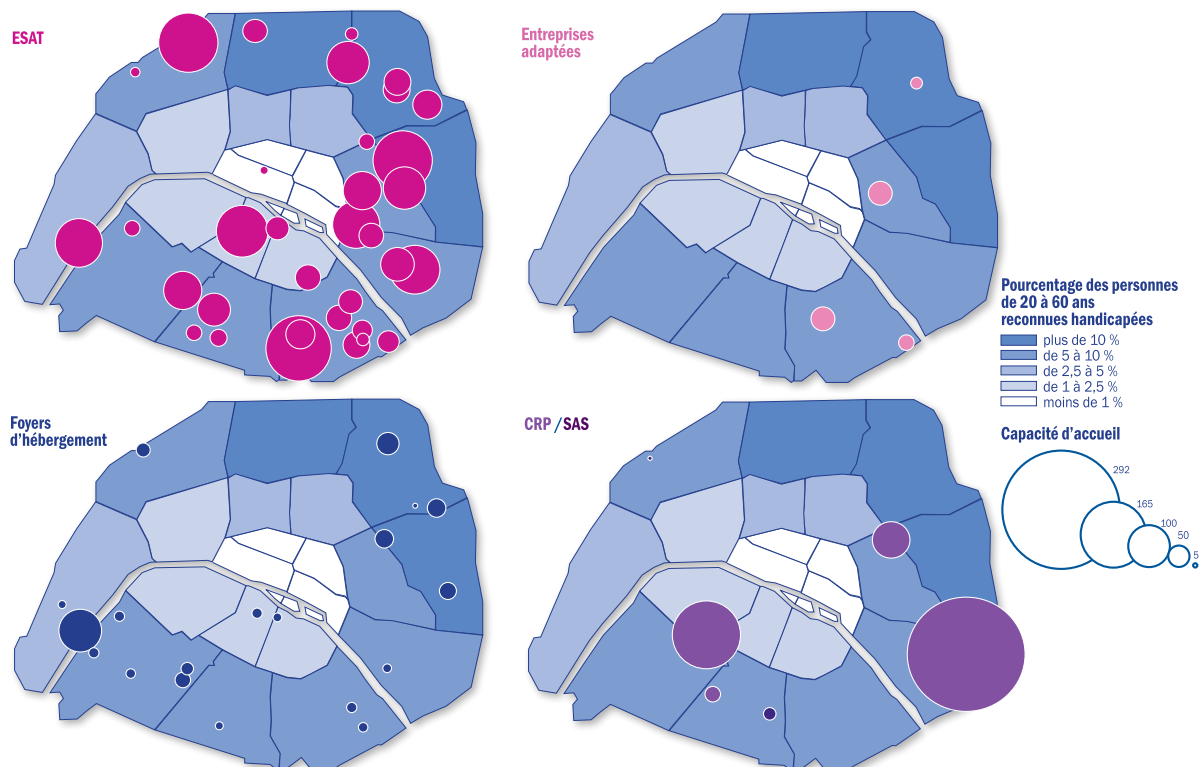 ESAT
Entreprises
adaptées
Foyers
d'hébergement
CRP / SAS
Pourcentage des personnes
de 20 à 60 ans
reconnues handicapées
plus de 10 %
de 5 à 10 %
de 2,5 à 5 %
de 1 à 2,5 %
moins de 1 %
Capacité d'accueil
292
165
100
50
5